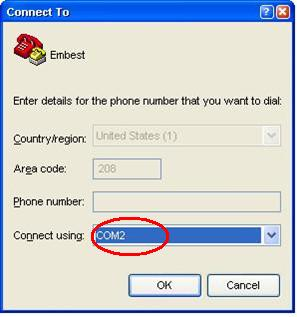 Connect To
Embest
Enter details for the phone number that you want to dial:
Country/region: United States (1)
Area code: 208
Phone number:
Connect using: COM2
OK Cancel